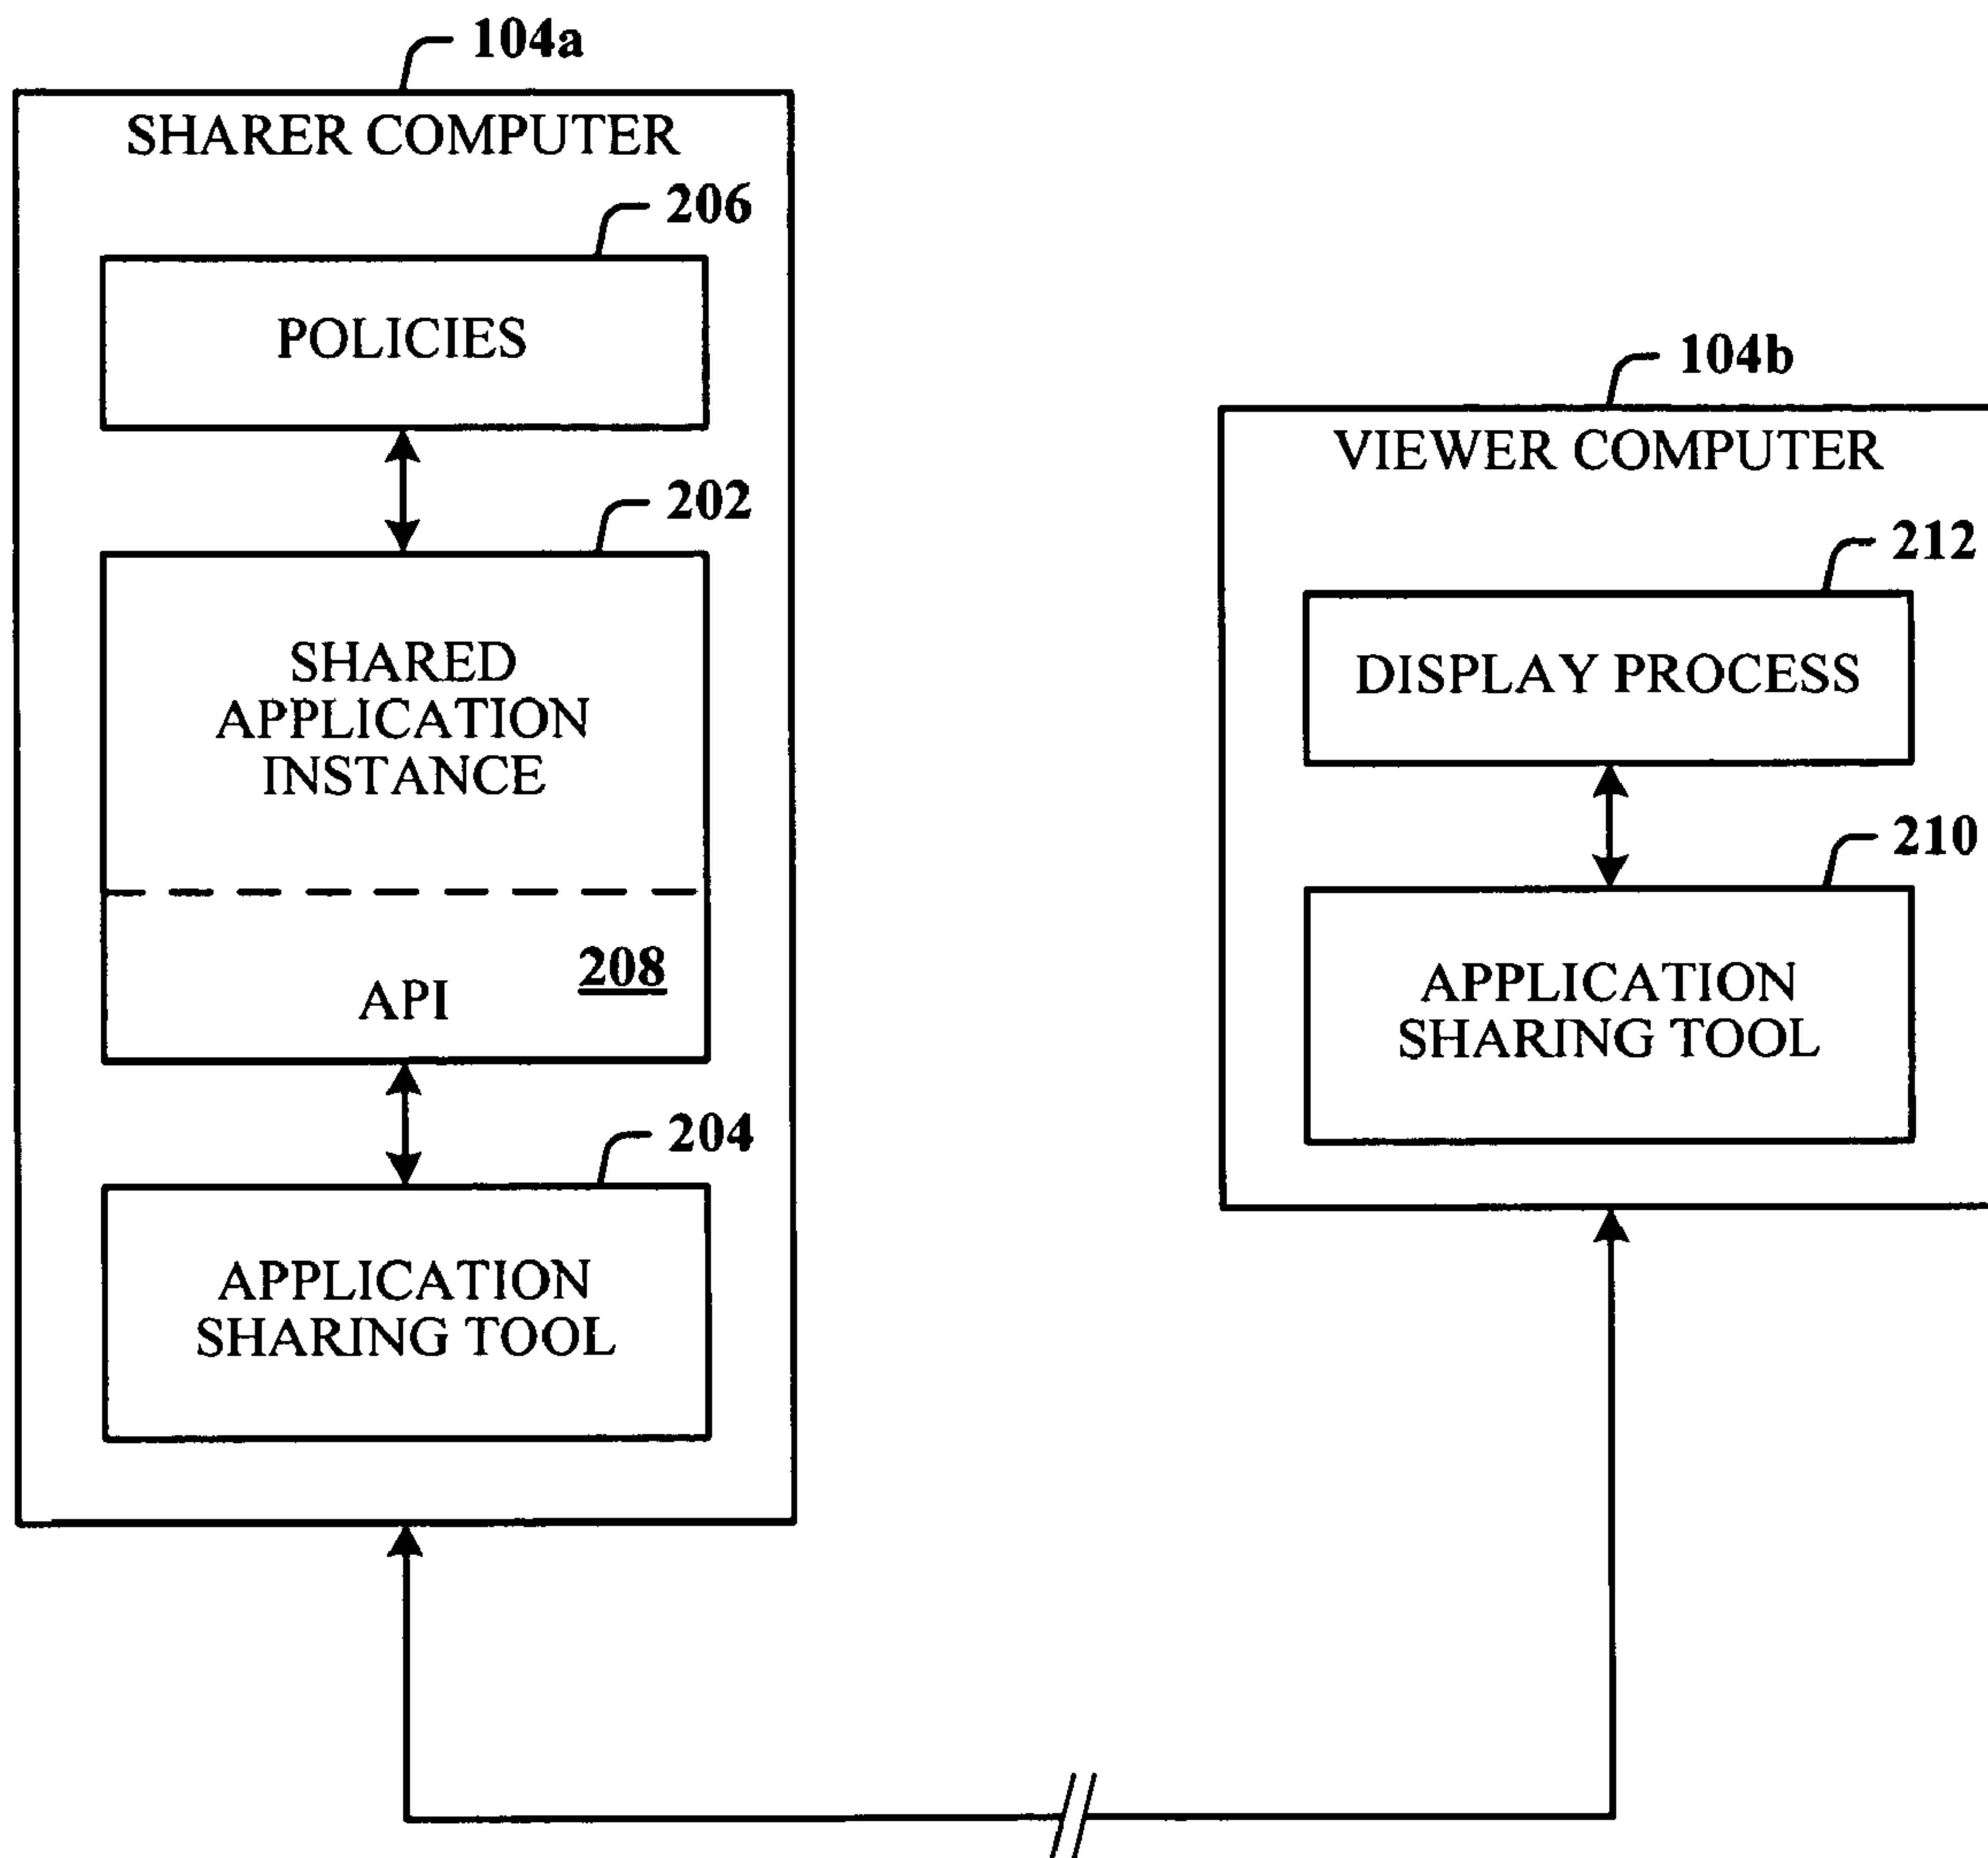 104a
SHARER COMPUTER
206
POLICIES
202
SHARED
APPLICATION
INSTANCE
208
API
204
APPLICATION
SHARING TOOL
104b
VIEWER COMPUTER
212
DISPLAY PROCESS
210
APPLICATION
SHARING TOOL